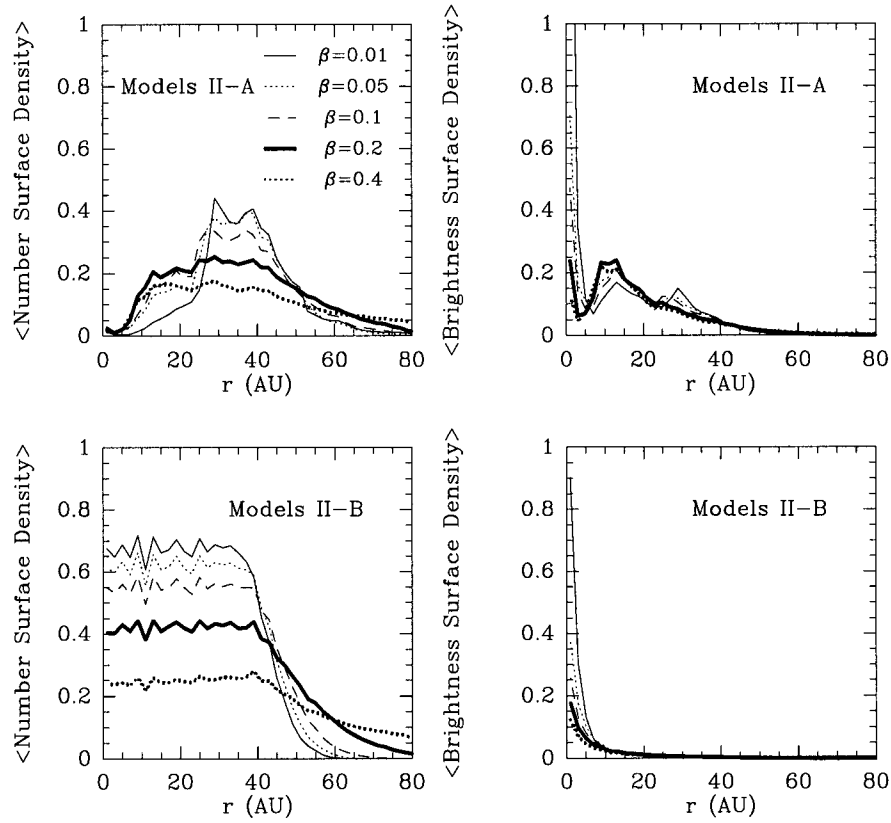 <Number Surface Density>
1
0.8
0.6
0.4
0.2
0
Models II−A
β=0.01
β=0.05
β=0.1
β=0.2
β=0.4
0 20 40 60 80
r (AU)
<Brightness Surface Density>
1
0.8
0.6
0.4
0.2
0
Models II−A
0 20 40 60 80
r (AU)
<Number Surface Density>
1
0.8
0.6
0.4
0.2
0
Models II−B
0 20 40 60 80
r (AU)
<Brightness Surface Density>
1
0.8
0.6
0.4
0.2
0
Models II−B
0 20 40 60 80
r (AU)